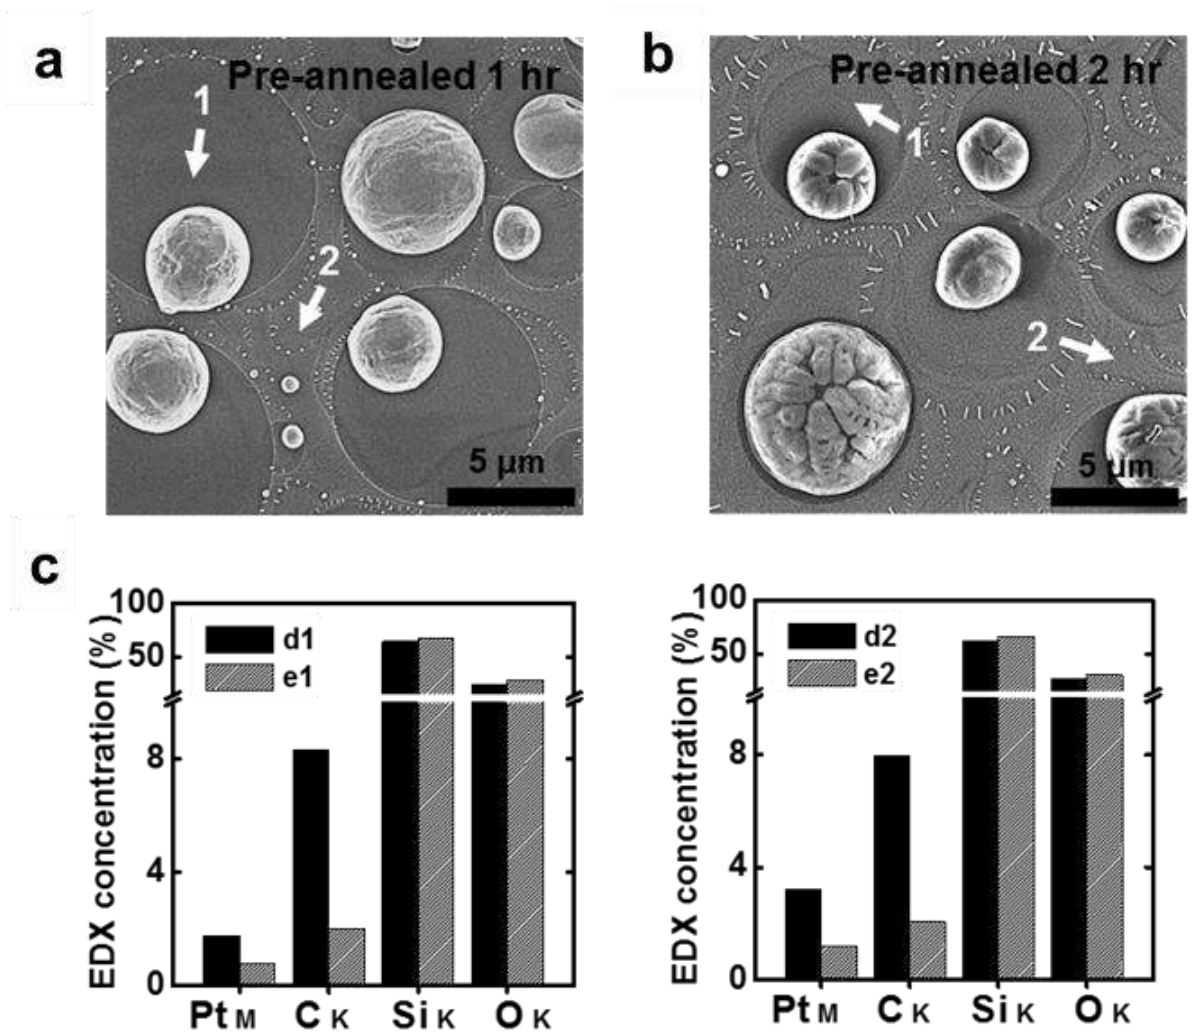 a
Pre-annealed 1 hr
1
2
5 µm
b
Pre-annealed 2 hr
1
2
5 µm
c
EDX concentration (%)
100
50
8
4
0
d1
e1
Pt M C K Si K O K
EDX concentration (%)
100
50
8
4
0
d2
e2
Pt M C K Si K O K